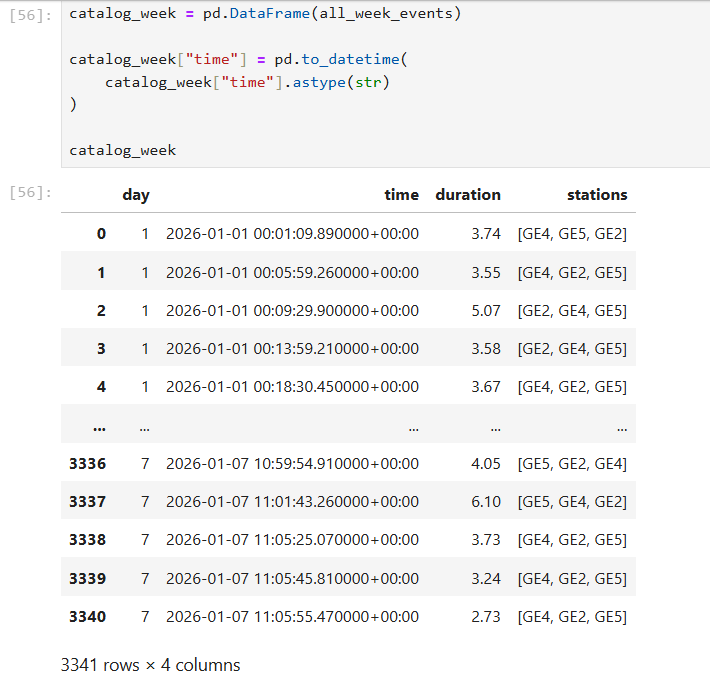 [56]: catalog_week = pd.DataFrame(all_week_events)
catalog_week["time"] = pd.to_datetime(
catalog_week["time"].astype(str)
)
catalog_week
[56]:
day time duration stations
0 1 2026-01-01 00:01:09.890000+00:00 3.74 [GE4, GE5, GE2]
1 1 2026-01-01 00:05:59.260000+00:00 3.55 [GE4, GE2, GE5]
2 1 2026-01-01 00:09:29.900000+00:00 5.07 [GE2, GE4, GE5]
3 1 2026-01-01 00:13:59.210000+00:00 3.58 [GE2, GE4, GE5]
4 1 2026-01-01 00:18:30.450000+00:00 3.67 [GE4, GE2, GE5]
... ... ... ... ...
3336 7 2026-01-07 10:59:54.910000+00:00 4.05 [GE5, GE2, GE4]
3337 7 2026-01-07 11:01:43.260000+00:00 6.10 [GE5, GE4, GE2]
3338 7 2026-01-07 11:05:25.070000+00:00 3.73 [GE4, GE2, GE5]
3339 7 2026-01-07 11:05:45.810000+00:00 3.24 [GE4, GE2, GE5]
3340 7 2026-01-07 11:05:55.470000+00:00 2.73 [GE4, GE2, GE5]
3341 rows × 4 columns